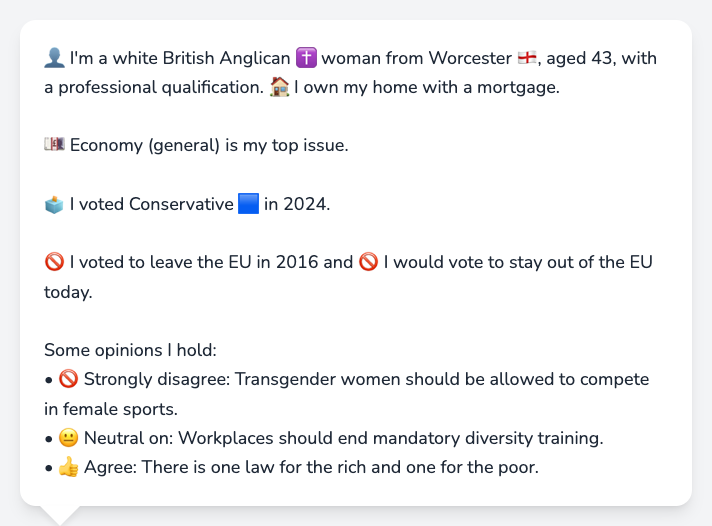 👤 I'm a white British Anglican ✝️ woman from Worcester 🏴󠁧󠁢󠁥󠁮󠁧󠁿, aged 43, with
a professional qualification. 🏠 I own my home with a mortgage.
💷 Economy (general) is my top issue.
🗳️ I voted Conservative 🟦 in 2024.
🚫 I voted to leave the EU in 2016 and 🚫 I would vote to stay out of the EU
today.
Some opinions I hold:
• 🚫 Strongly disagree: Transgender women should be allowed to compete
in female sports.
• 😐 Neutral on: Workplaces should end mandatory diversity training.
• 👍 Agree: There is one law for the rich and one for the poor.